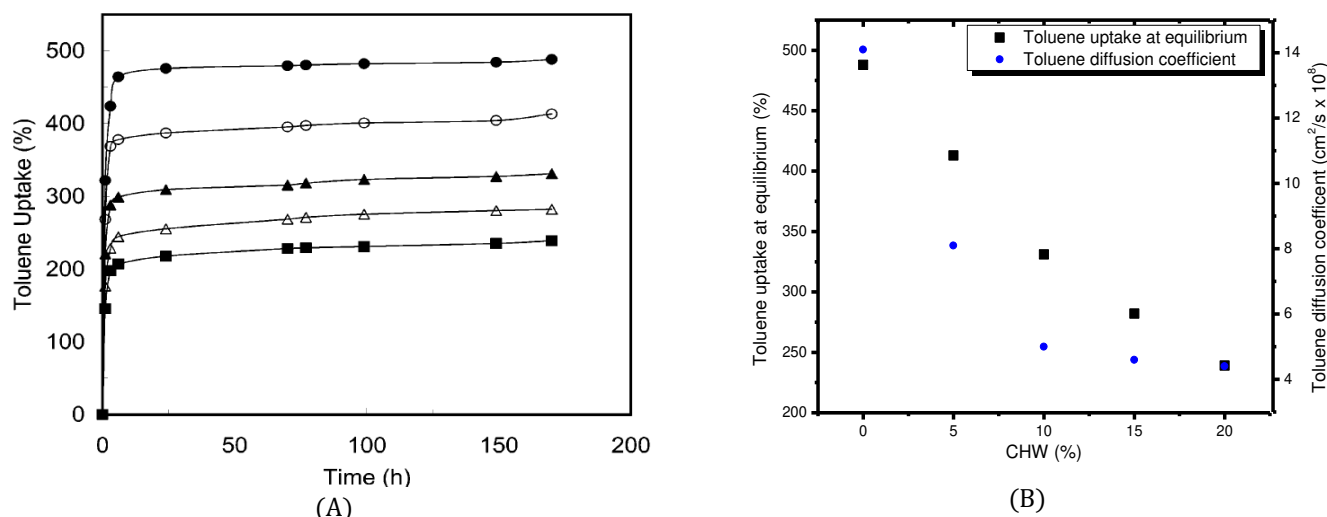 500
400
300
200
100
0
Toluene Uptake (%)
0 50 100 150 200
Time (h)
(A)
Toluene uptake at equilibrium
Toluene diffusion coefficient
500
450
400
350
300
250
200
Toluene uptake at equilibrium (%)
14
12
10
8
6
4
Toluene diffusion coefficient (cm²/s x 10⁸)
0 5 10 15 20
CHW (%)
(B)